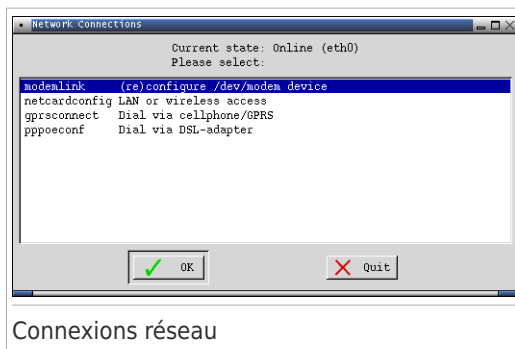 Network Connections
Current state: Online (eth0)
Please select:
modemlink (re)configure /dev/modem device
netcardconfig LAN or wireless access
gprsconnect Dial via cellphone/GPRS
pppoeconf Dial via DSL-adapter
OK
Quit
Connexions réseau